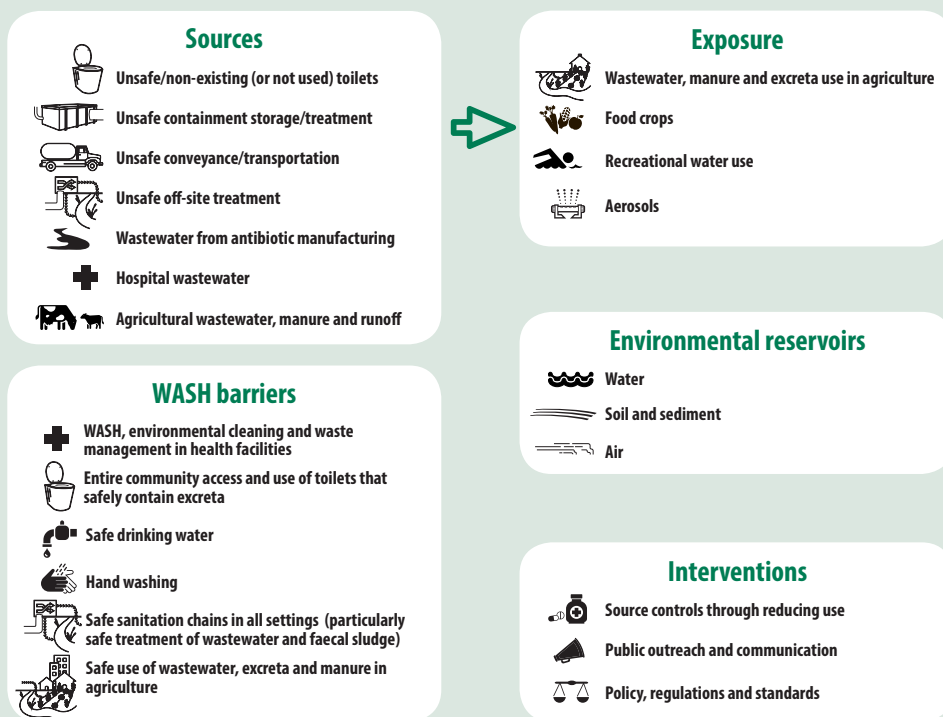 Sources
Unsafe/non-existing (or not used) toilets
Unsafe containment storage/treatment
Unsafe conveyance/transportation
Unsafe off-site treatment
Wastewater from antibiotic manufacturing
Hospital wastewater
Agricultural wastewater, manure and runoff
WASH barriers
WASH, environmental cleaning and waste
management in health facilities
Entire community access and use of toilets that
safely contain excreta
Safe drinking water
Hand washing
Safe sanitation chains in all settings (particularly
safe treatment of wastewater and faecal sludge)
Safe use of wastewater, excreta and manure in
agriculture
Exposure
Wastewater, manure and excreta use in agriculture
Food crops
Recreational water use
Aerosols
Environmental reservoirs
Water
Soil and sediment
Air
Interventions
Source controls through reducing use
Public outreach and communication
Policy, regulations and standards